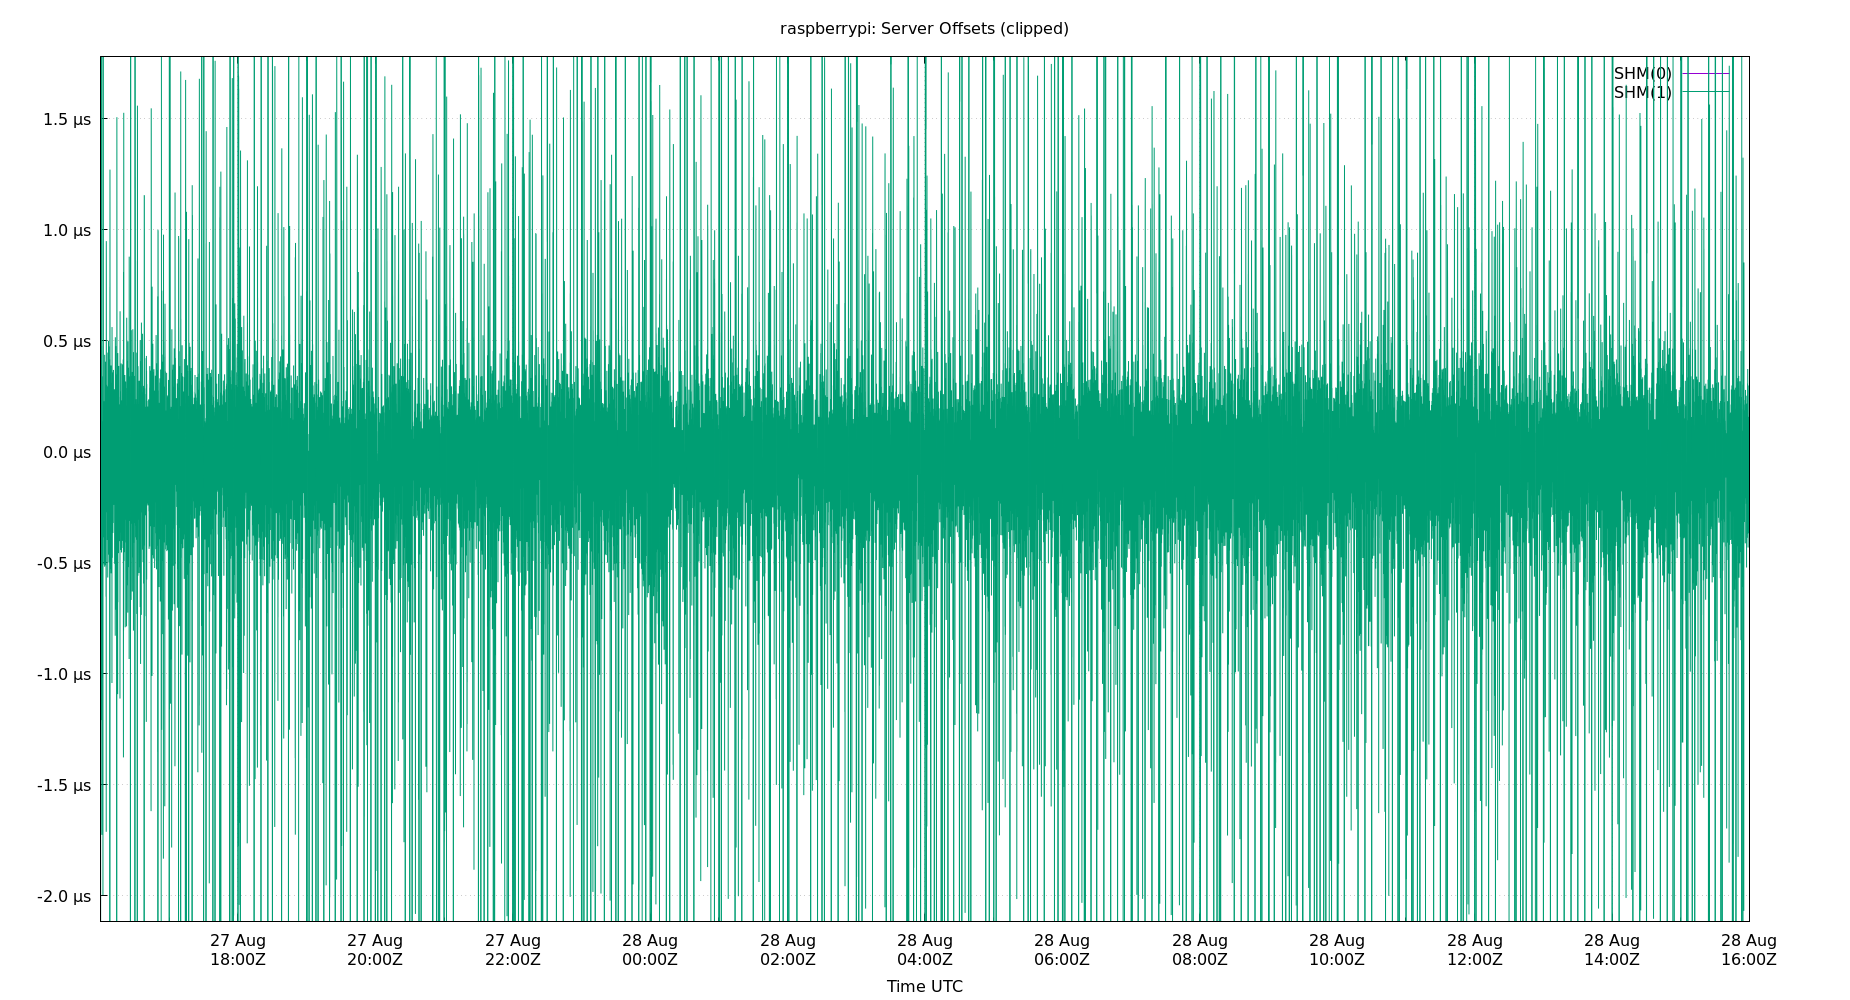 raspberrypi: Server Offsets (clipped)
SHM(0)
SHM(1)
1.5 µs
1.0 µs
0.5 µs
0.0 µs
-0.5 µs
-1.0 µs
-1.5 µs
-2.0 µs
27 Aug 27 Aug 27 Aug 28 Aug 28 Aug 28 Aug 28 Aug 28 Aug 28 Aug 28 Aug 28 Aug 28 Aug
18:00Z 20:00Z 22:00Z 00:00Z 02:00Z 04:00Z 06:00Z 08:00Z 10:00Z 12:00Z 14:00Z 16:00Z
Time UTC